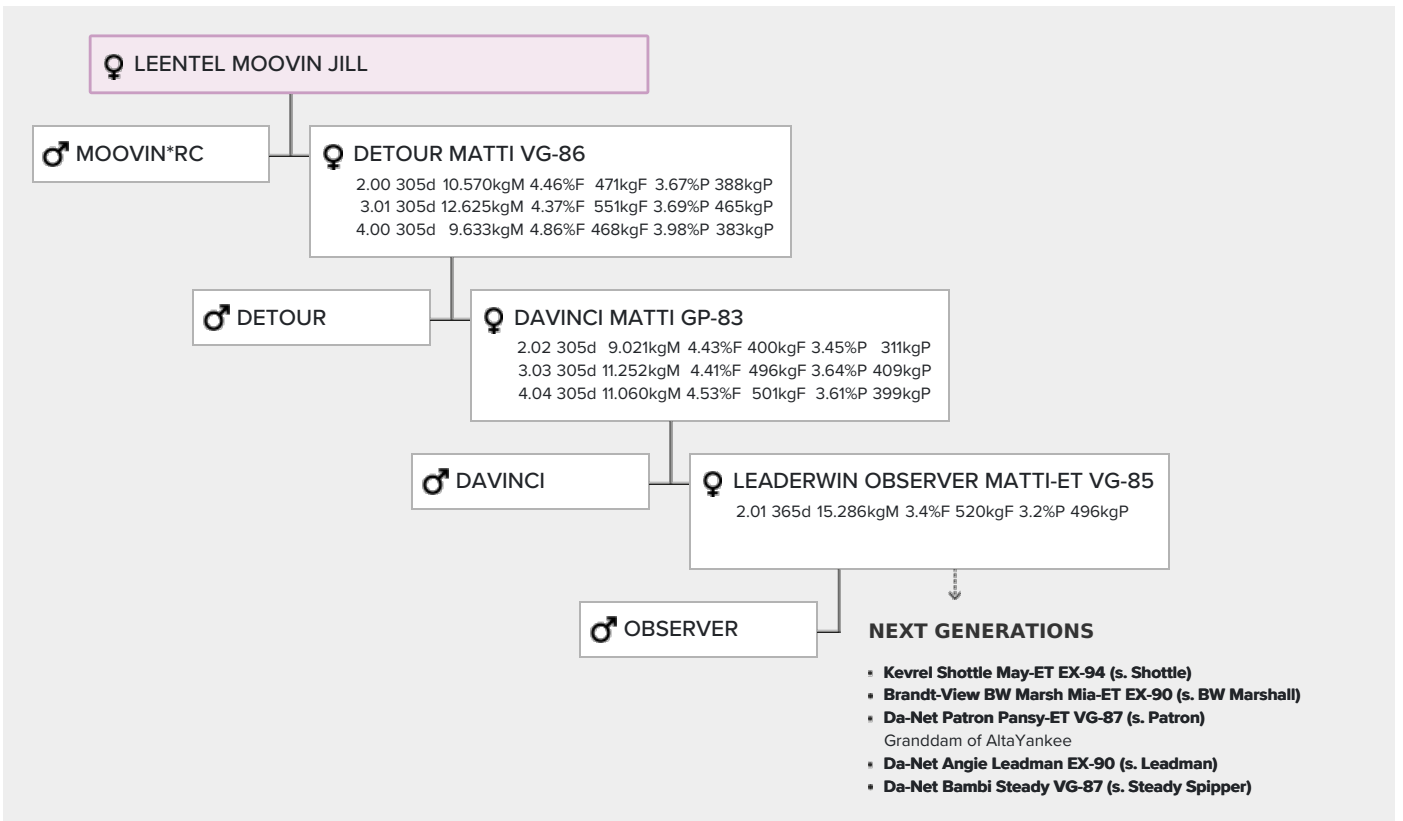 LEENTEL MOOVIN JILL
MOOVIN*RC
DETOUR MATTI VG-86
2.00 305d 10.570kgM 4.46%F 471kgF 3.67%P 388kgP
3.01 305d 12.625kgM 4.37%F 551kgF 3.69%P 465kgP
4.00 305d 9.633kgM 4.86%F 468kgF 3.98%P 383kgP
DETOUR
DAVINCI MATTI GP-83
2.02 305d 9.021kgM 4.43%F 400kgF 3.45%P 311kgP
3.03 305d 11.252kgM 4.41%F 496kgF 3.64%P 409kgP
4.04 305d 11.060kgM 4.53%F 501kgF 3.61%P 399kgP
DAVINCI
LEADERWIN OBSERVER MATTI-ET VG-85
2.01 365d 15.286kgM 3.4%F 520kgF 3.2%P 496kgP
OBSERVER
NEXT GENERATIONS
• Kevrel Shottle May-ET EX-94 (s. Shottle)
• Brandt-View BW Marsh Mia-ET EX-90 (s. BW Marshall)
• Da-Net Patron Pansy-ET VG-87 (s. Patron)
Granddam of AltaYankee
• Da-Net Angie Leadman EX-90 (s. Leadman)
• Da-Net Bambi Steady VG-87 (s. Steady Spipper)